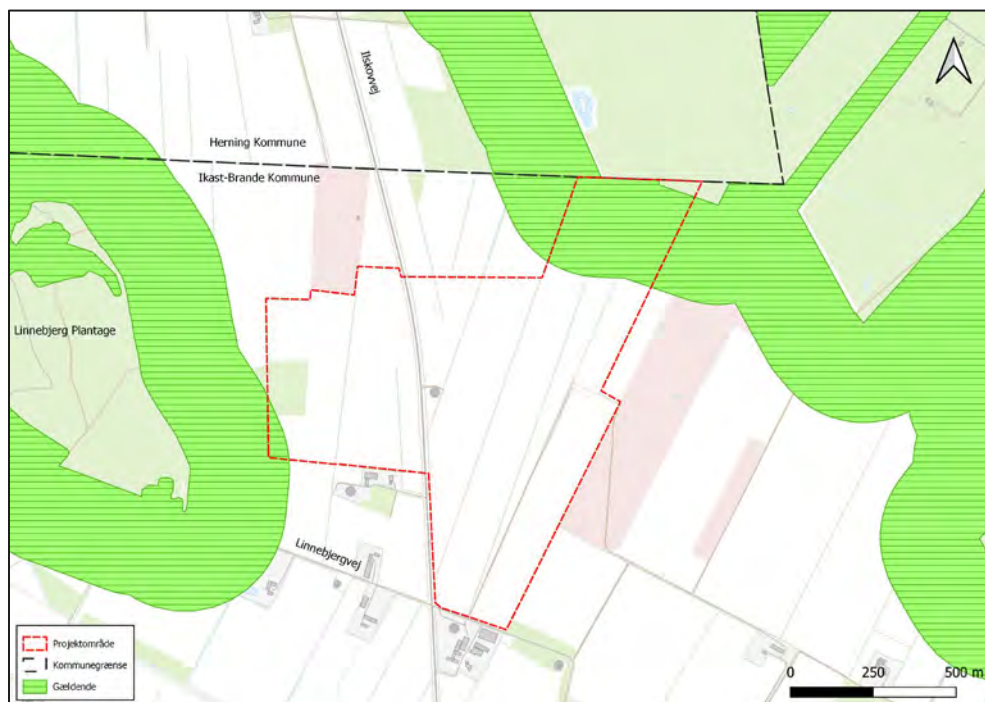 Ilskovvej
Herning Kommune
Ikast-Brande Kommune
Linnebjerg Plantage
Linnebjergvej
Projektområde
Kommunegrænse
Gældende
0 250 500 m